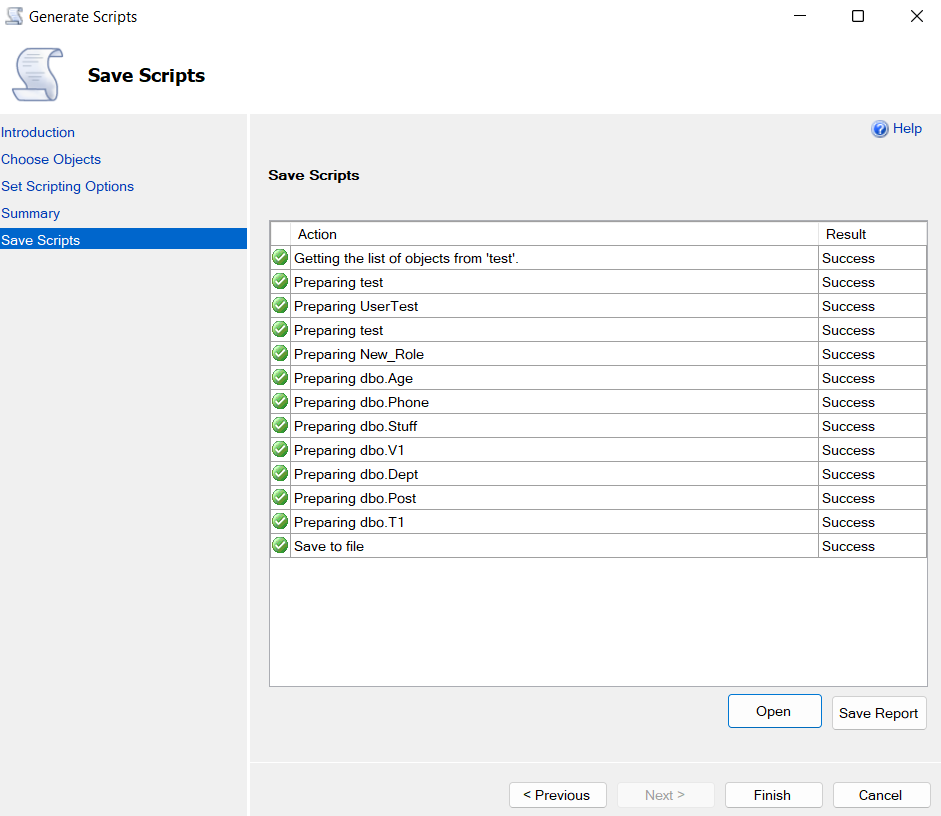 Generate Scripts
Save Scripts
Introduction
Choose Objects
Set Scripting Options
Summary
Save Scripts
Help
Save Scripts
Action Result
Getting the list of objects from 'test'. Success
Preparing test Success
Preparing UserTest Success
Preparing test Success
Preparing New_Role Success
Preparing dbo.Age Success
Preparing dbo.Phone Success
Preparing dbo.Stuff Success
Preparing dbo.V1 Success
Preparing dbo.Dept Success
Preparing dbo.Post Success
Preparing dbo.T1 Success
Save to file Success
Open Save Report
< Previous Next > Finish Cancel